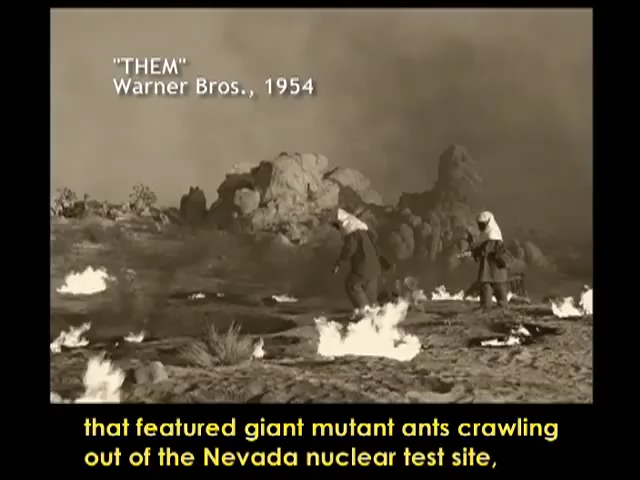 "THEM"
Warner Bros., 1954
that featured giant mutant ants crawling
out of the Nevada nuclear test site,